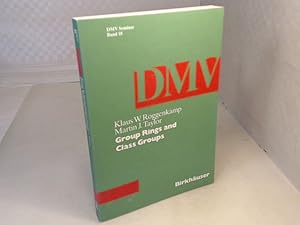 DMV Seminar
Band 18
DMV
Klaus W. Roggenkamp
Martin J. Taylor
Group Rings and
Class Groups
Birkhäuser